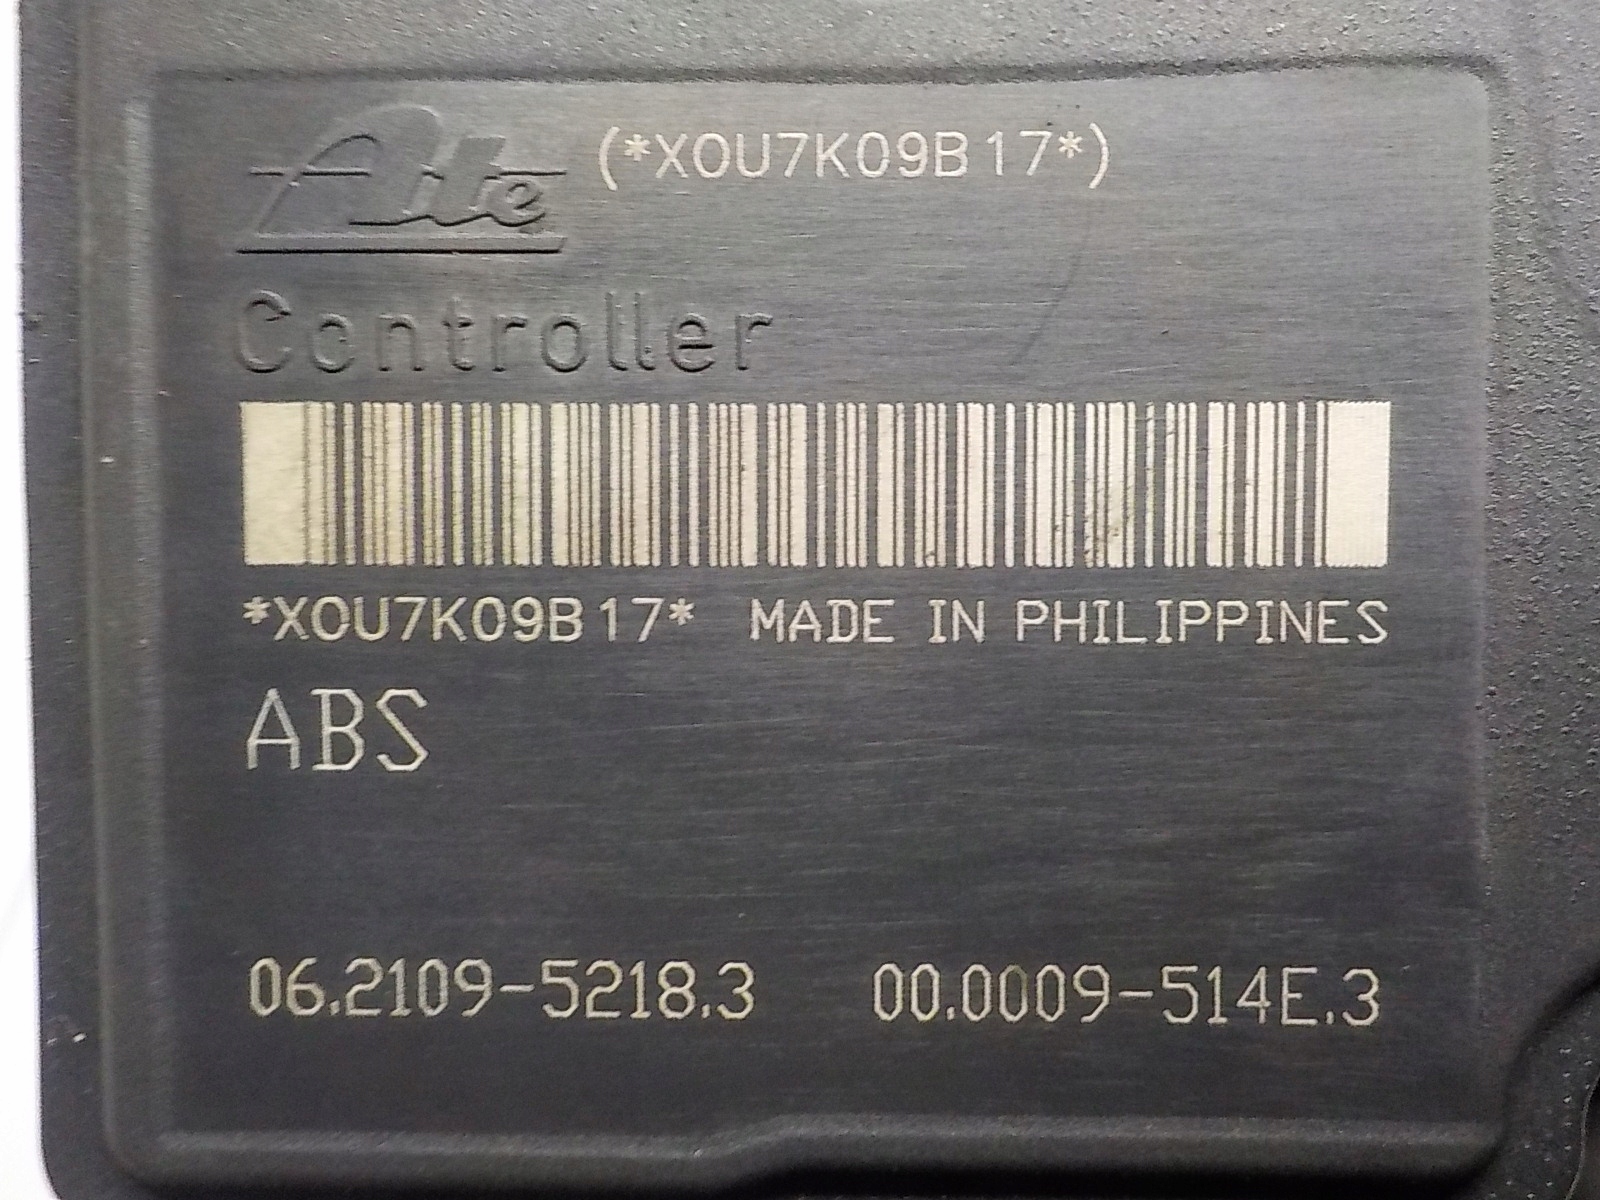 Ate (*X0U7K09B17*)
Controller
*X0U7K09B17* MADE IN PHILIPPINES
ABS
06.2109-5218.3 00.0009-514E.3